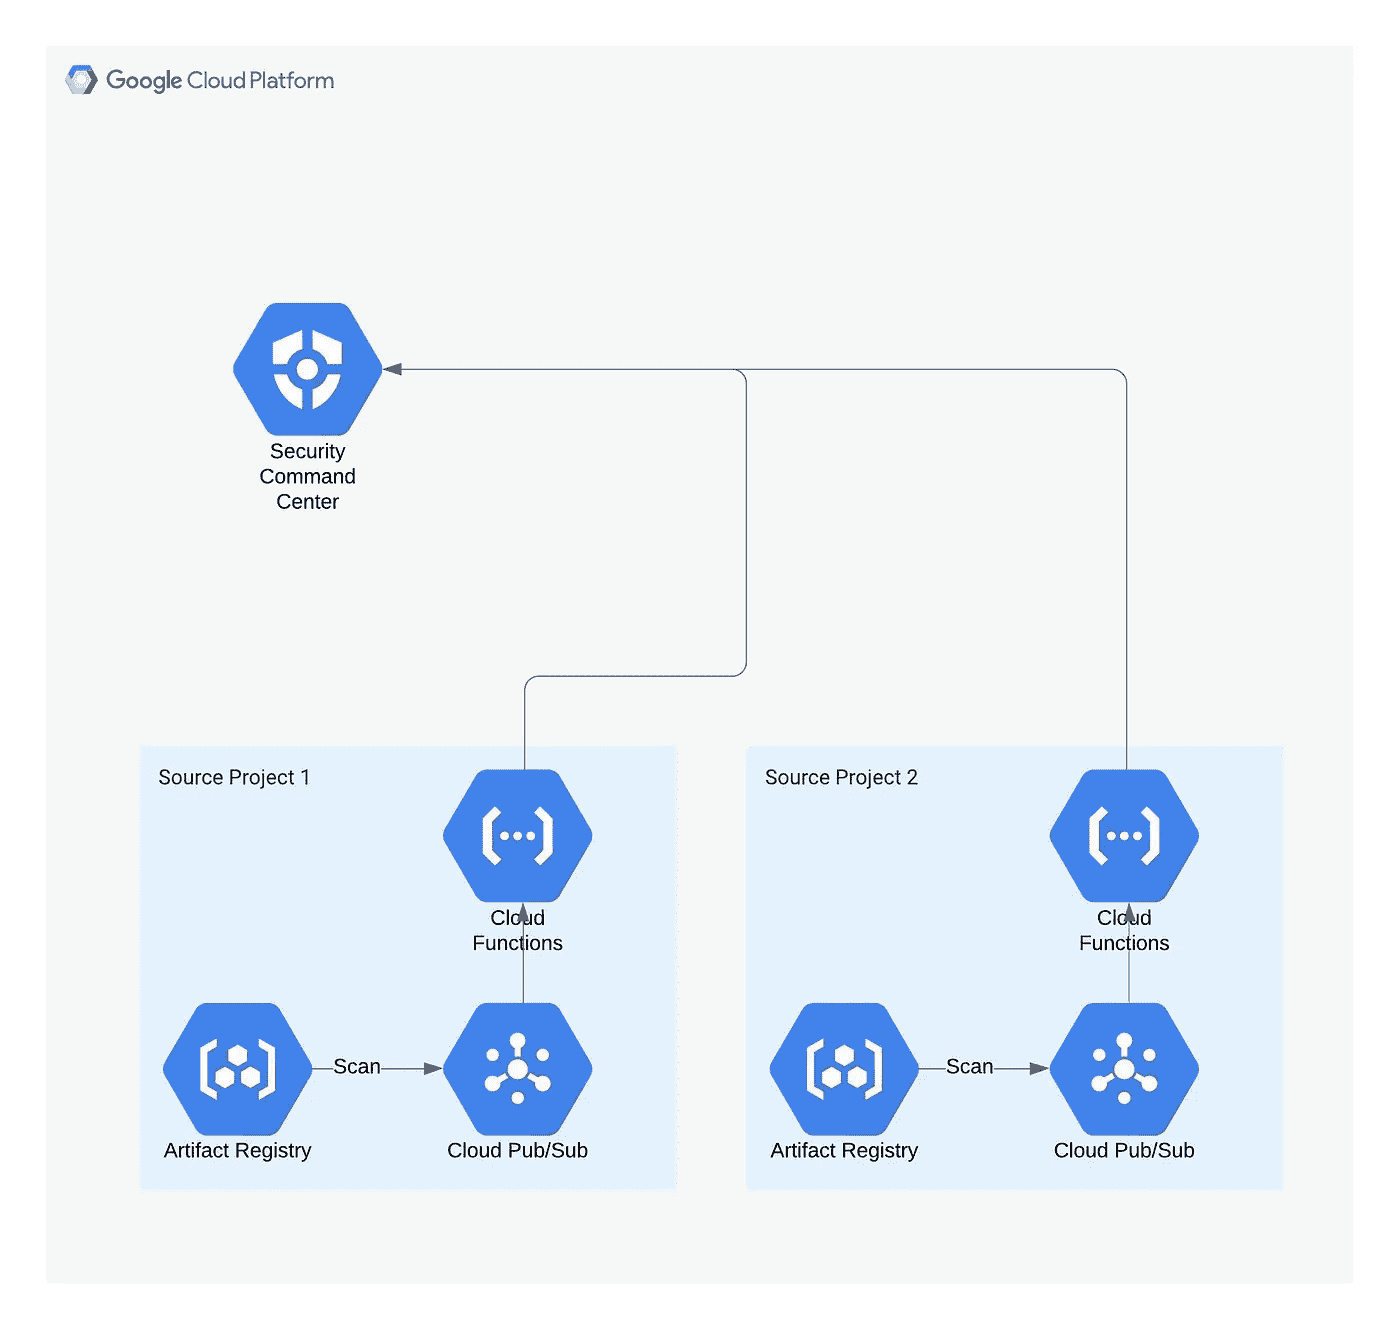 Google Cloud Platform
Security
Command
Center
Source Project 1
Cloud
Functions
Artifact Registry
Scan
Cloud Pub/Sub
Source Project 2
Cloud
Functions
Artifact Registry
Scan
Cloud Pub/Sub